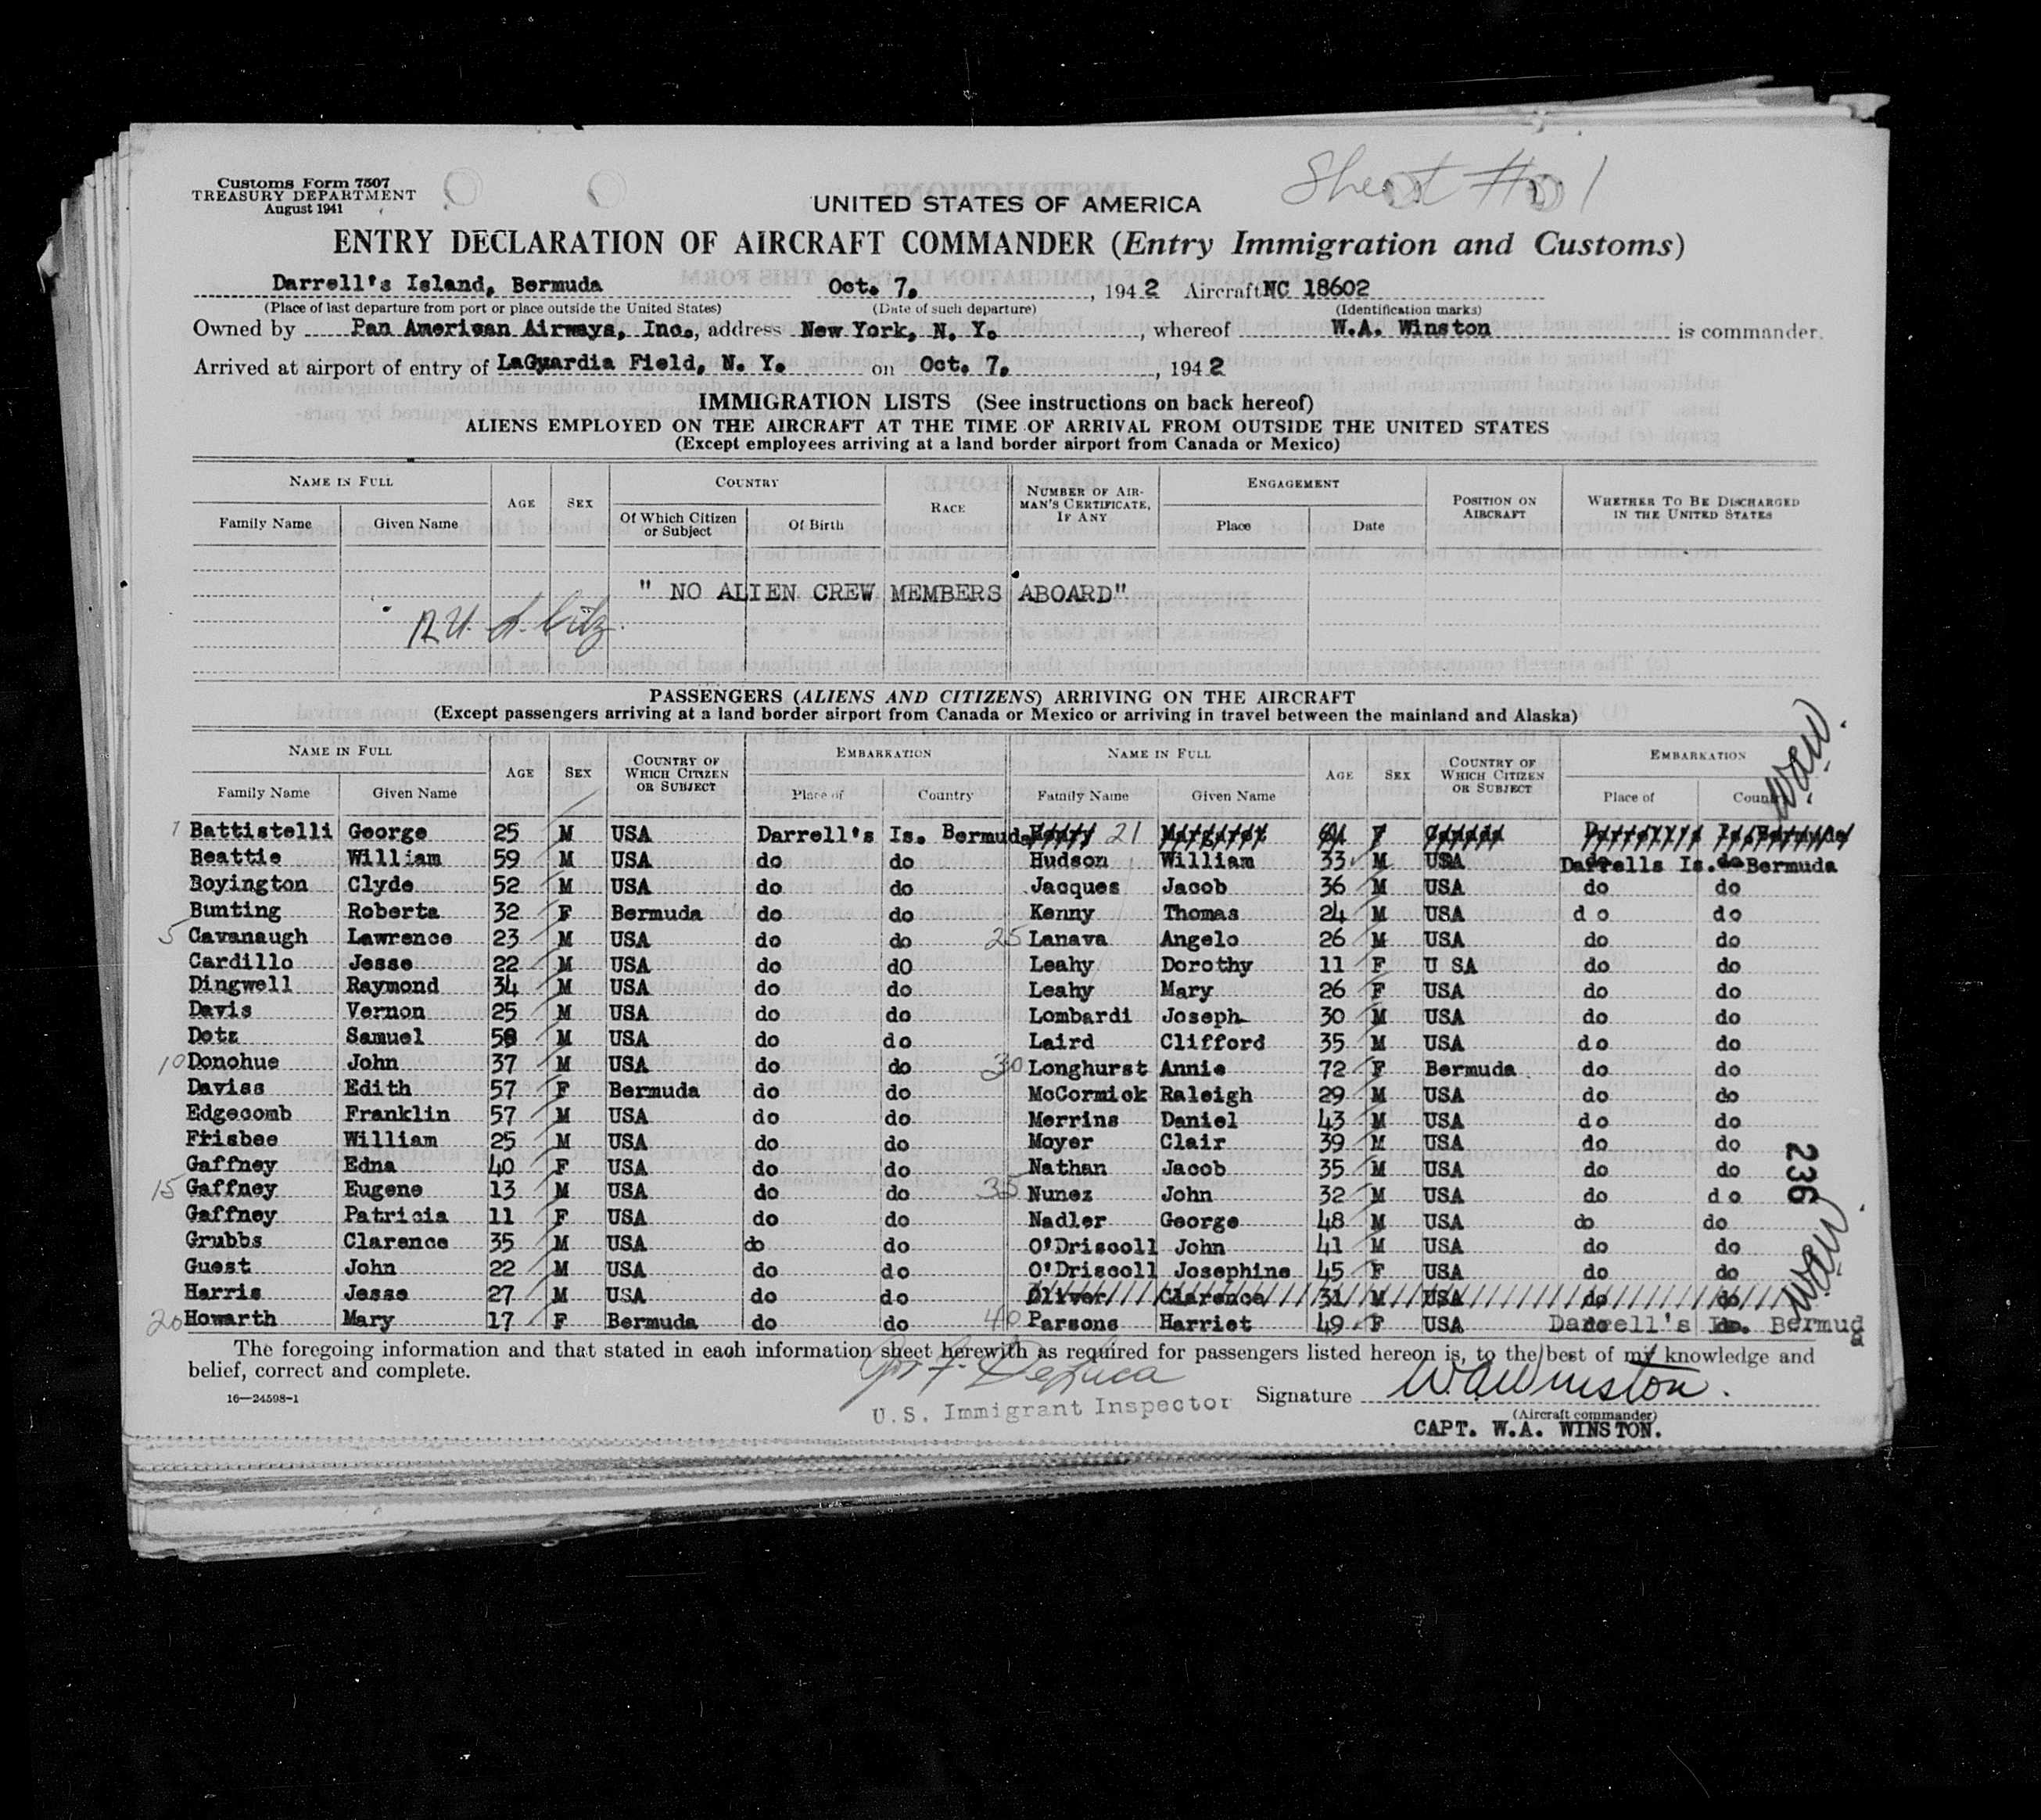 Customs Form 7507
TREASURY DEPARTMENT
August 1941
Sheet # 1
UNITED STATES OF AMERICA
ENTRY DECLARATION OF AIRCRAFT COMMANDER (Entry Immigration and Customs)
Darrell's Island, Bermuda Oct. 7, , 194 2 Aircraft NC 18602
(Place of last departure from port or place outside the United States) (Date of such departure) (Identification marks)
Owned by Pan American Airways, Inc., address New York, N. Y. , whereof W.A. Winston is commander.
Arrived at airport of entry of LaGuardia Field, N. Y. on Oct. 7, , 194 2
IMMIGRATION LISTS (See instructions on back hereof)
ALIENS EMPLOYED ON THE AIRCRAFT AT THE TIME OF ARRIVAL FROM OUTSIDE THE UNITED STATES
(Except employees arriving at a land border airport from Canada or Mexico)
NAME IN FULL AGE SEX COUNTRY RACE NUMBER OF AIRMAN'S CERTIFICATE, IF ANY ENGAGEMENT POSITION ON AIRCRAFT WHETHER TO BE DISCHARGED IN THE UNITED STATES
Family Name Given Name Of Which Citizen or Subject Of Birth Place Date
" NO ALIEN CREW MEMBERS ABOARD"
PASSENGERS (ALIENS AND CITIZENS) ARRIVING ON THE AIRCRAFT
(Except passengers arriving at a land border airport from Canada or Mexico or arriving in travel between the mainland and Alaska)
NAME IN FULL AGE SEX COUNTRY OF WHICH CITIZEN OR SUBJECT EMBARKATION NAME IN FULL AGE SEX COUNTRY OF WHICH CITIZEN OR SUBJECT EMBARKATION
Family Name Given Name Place of Country Family Name Given Name Place of Country
1 Battistelli George 25 M USA Darrell's Is. Bermuda 21
Beattie William 59 M USA do do Hudson William 33 M USA Darrells Is. Bermuda
Boyington Clyde 52 M USA do do Jacques Jacob 36 M USA do do
Bunting Roberta 32 F Bermuda do do Kenny Thomas 24 M USA do do
5 Cavanaugh Lawrence 23 M USA do do 25 Lanava Angelo 26 M USA do do
Cardillo Jesse 22 M USA do dO Leahy Dorothy 11 F U SA do do
Dingwell Raymond 34 M USA do do Leahy Mary 26 F USA do do
Davis Vernon 25 M USA do do Lombardi Joseph 30 M USA do do
Dotz Samuel M USA do do Laird Clifford 35 M USA do do
10 Donohue John 37 M USA do do 30 Longhurst Annie 72 F Bermuda do do
Daviss Edith 57 F Bermuda do do McCormick Raleigh 29 M USA do do
Edgecomb Franklin 57 M USA do do Merrins Daniel 43 M USA do do
Frisbee William 25 M USA do do Moyer Clair 39 M USA do do
Gaffney Edna 40 F USA do do Nathan Jacob 35 M USA do do
15 Gaffney Eugene 13 M USA do do 35 Nunez John 32 M USA do do
Gaffney Patricia 11 F USA do do Nadler George 48 M USA do do
Grubbs Clarence 35 M USA do do O'Driscoll John 41 M USA do do
Guest John 22 M USA do do O'Driscoll Josephine 45 F USA do do
Harris Jesse 27 M USA do do Oliver Clarence 31 M USA do do
20 Howarth Mary 17 F Bermuda do do 40 Parsons Harriet 49 F USA Darrell's Is. Bermuda
236
The foregoing information and that stated in each information sheet herewith as required for passengers listed hereon is, to the best of my knowledge and
belief, correct and complete.
16—24598-1
U.S. Immigrant Inspector
Signature W.A. Winston.
(Aircraft commander)
CAPT. W.A. WINSTON.